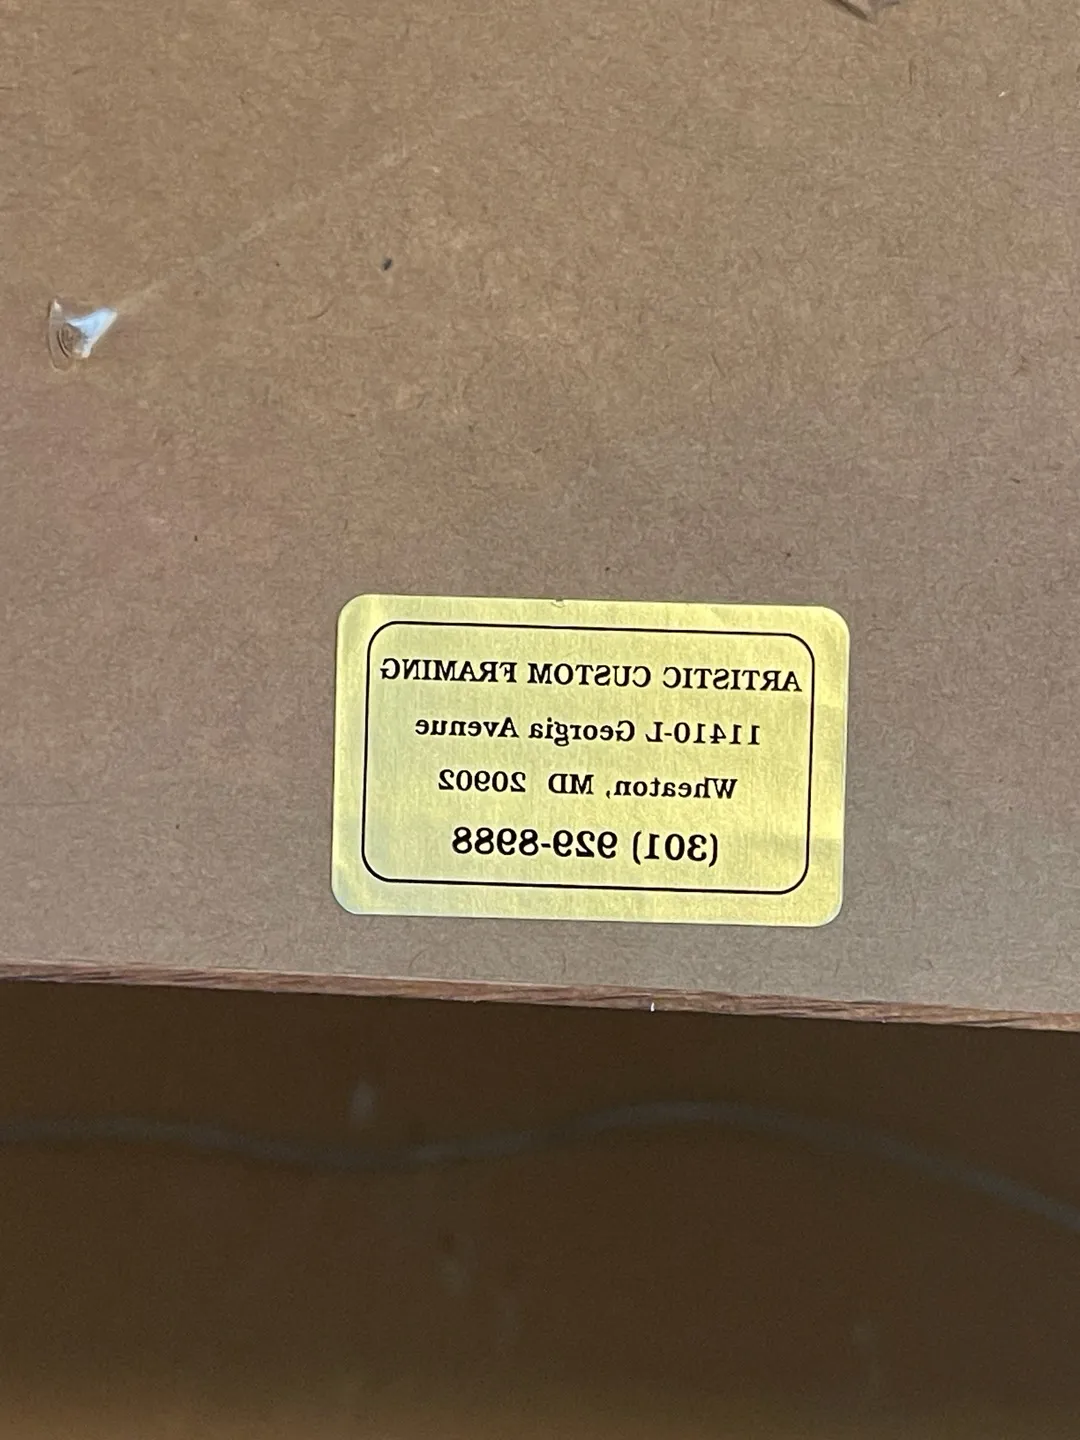 ARTISTIC CUSTOM FRAMING
11410-L Georgia Avenue
Wheaton, MD 20902
(301) 929-8988